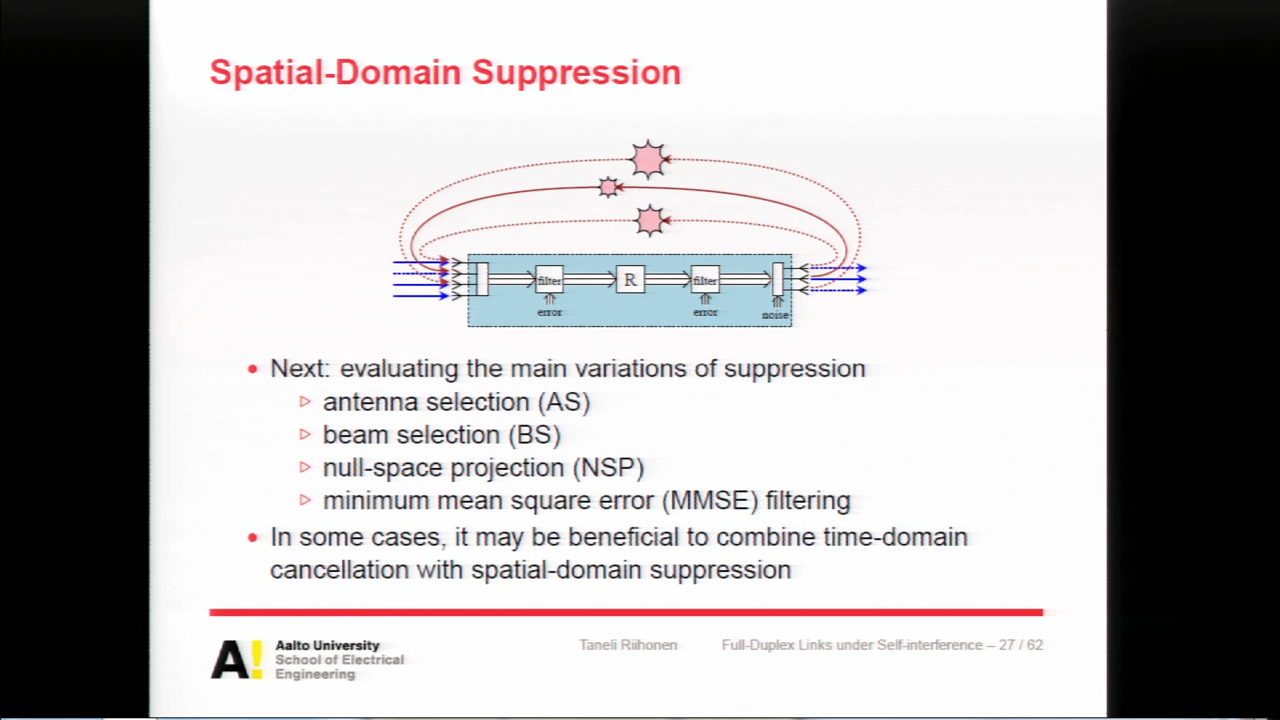 Spatial-Domain Suppression
filter R filter
error error noise
• Next: evaluating the main variations of suppression
▷ antenna selection (AS)
▷ beam selection (BS)
▷ null-space projection (NSP)
▷ minimum mean square error (MMSE) filtering
• In some cases, it may be beneficial to combine time-domain
cancellation with spatial-domain suppression
A! Aalto University
School of Electrical
Engineering
Taneli Riihonen Full-Duplex Links under Self-interference – 27 / 62